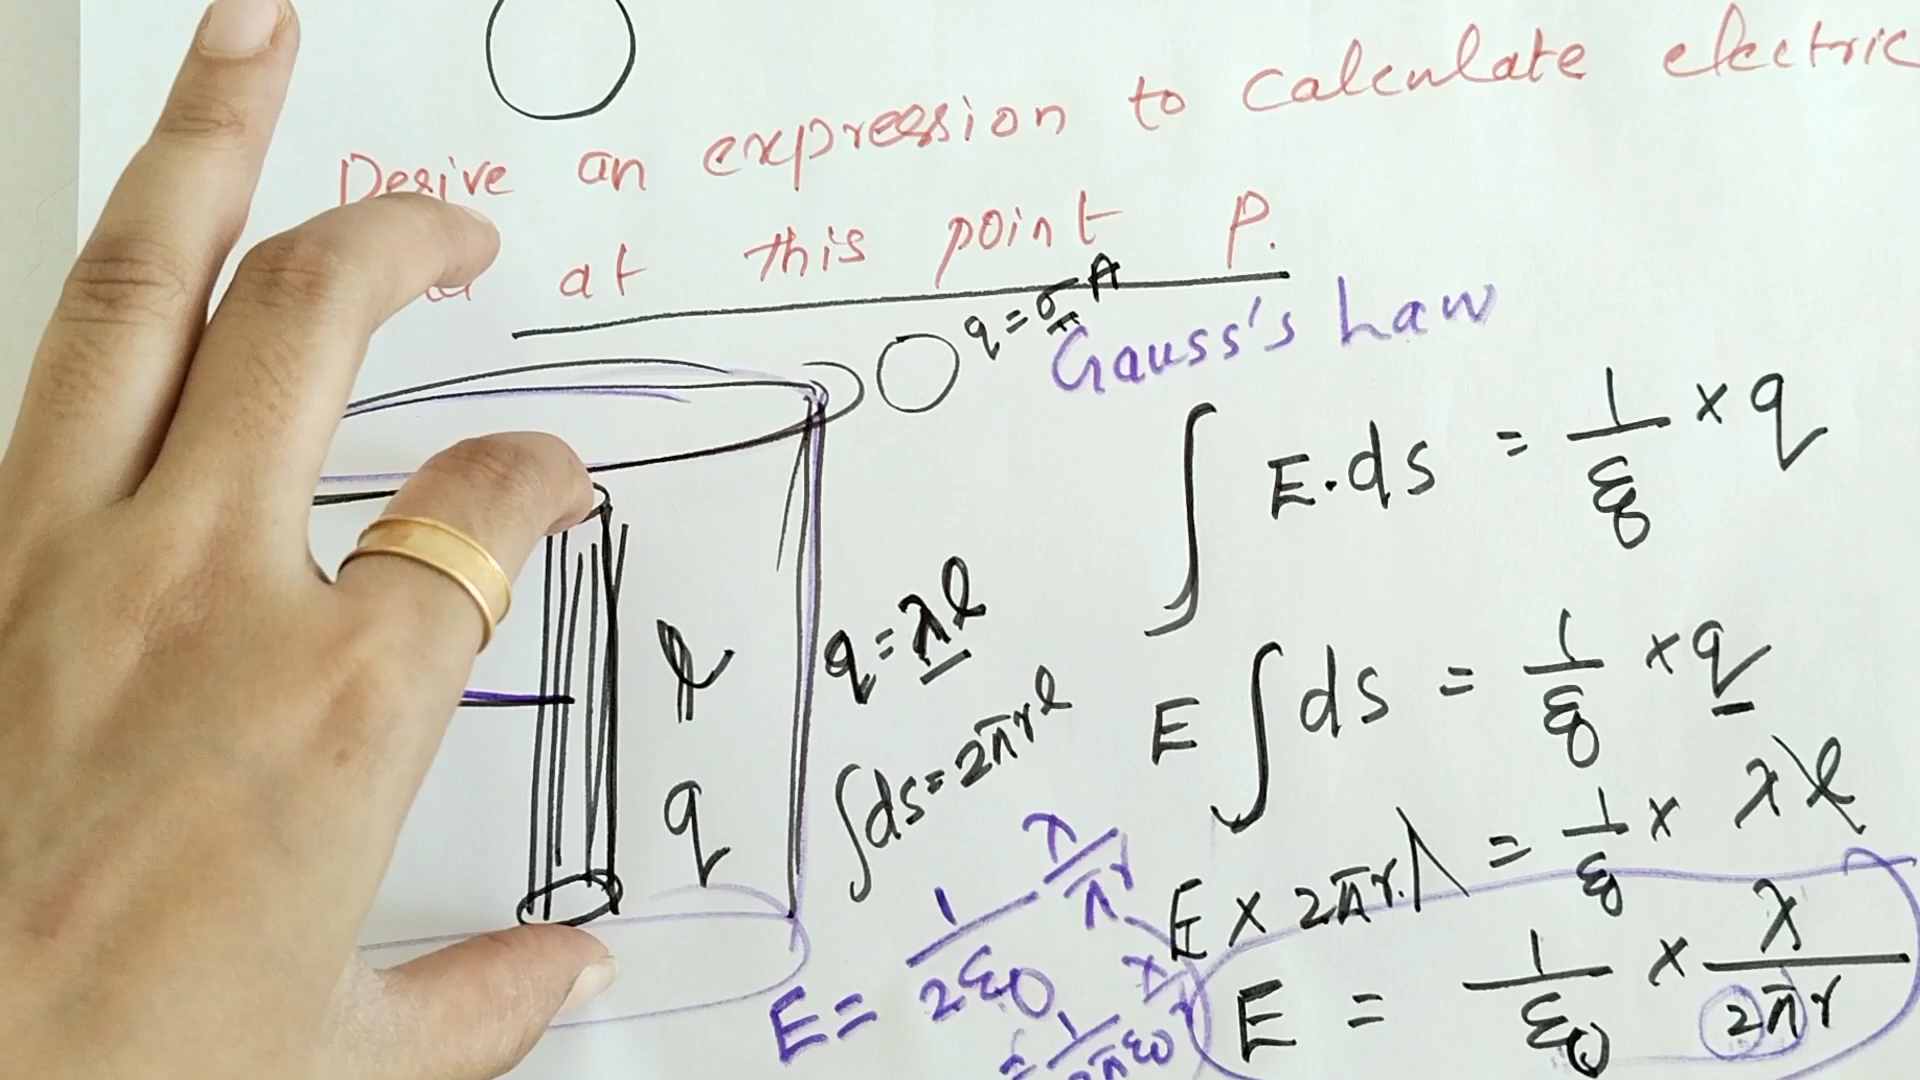 Derive an expression to calculate electric
at this point P.
q = σA
Gauss's Law
∫ E.ds = 1/ε0 × q
q = λl
l
E ∫ ds = 1/ε0 × q
∫ds = 2πrl
q
E × 2πr.l = 1/ε0 × λl
E = 1/2ε0 λ/πr
E = 1/ε0 × λ/2πr